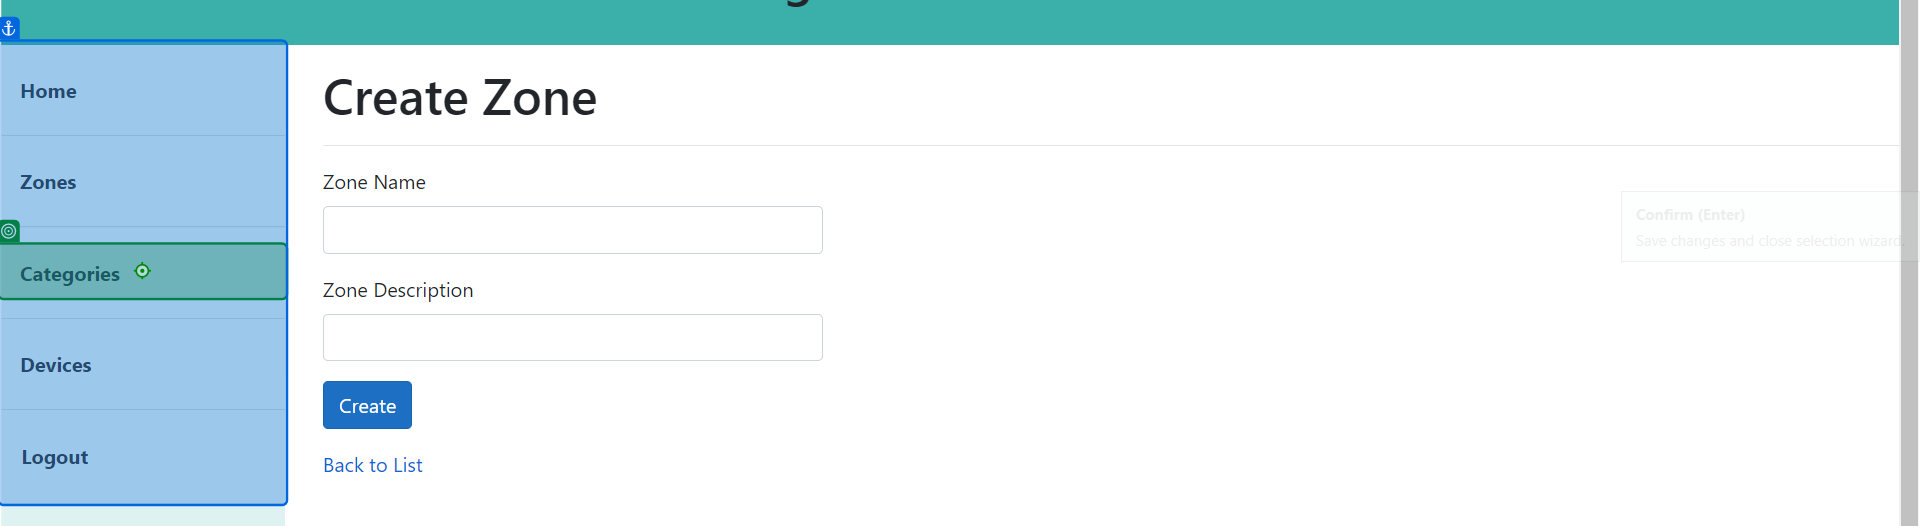 Home
Zones
Categories
Devices
Logout
Create Zone
Zone Name
Zone Description
Create
Back to List
Confirm (Enter)
Save changes and close selection wizard.